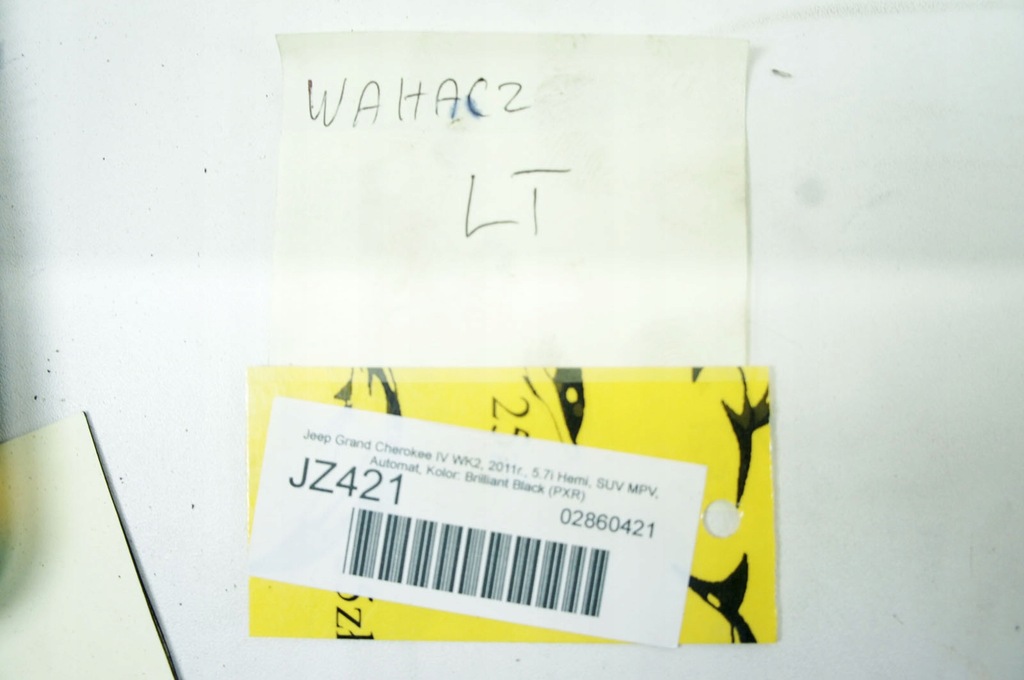 WAHACZ
LT
25
Jeep Grand Cherokee IV WK2, 2011r., 5.7i Hemi, SUV MPV,
Automat, Kolor: Brilliant Black (PXR)
JZ421
02860421